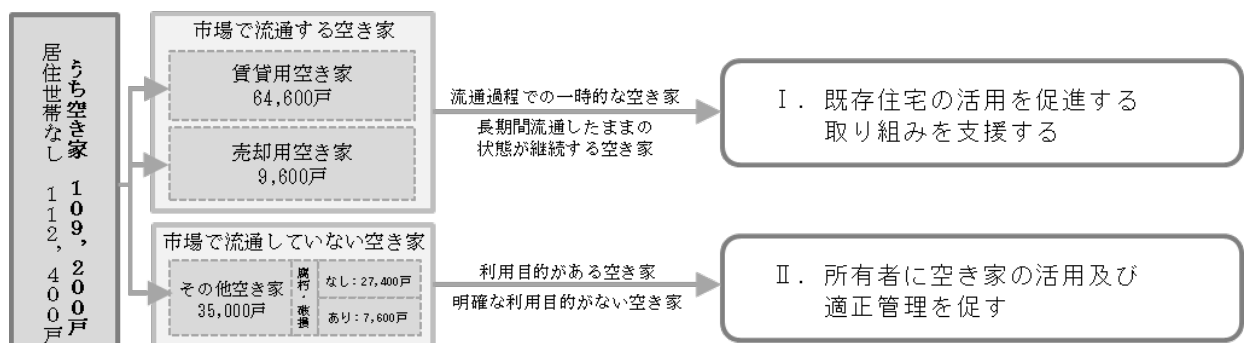 居住世帯なし　112,400戸
うち空き家　109,200戸
市場で流通する空き家
賃貸用空き家
64,600戸
売却用空き家
9,600戸
流通過程での一時的な空き家
長期間流通したままの
状態が継続する空き家
Ⅰ．既存住宅の活用を促進する
取り組みを支援する
市場で流通していない空き家
その他空き家
35,000戸
腐朽・破損
なし：27,400戸
あり：7,600戸
利用目的がある空き家
明確な利用目的がない空き家
Ⅱ．所有者に空き家の活用及び
適正管理を促す